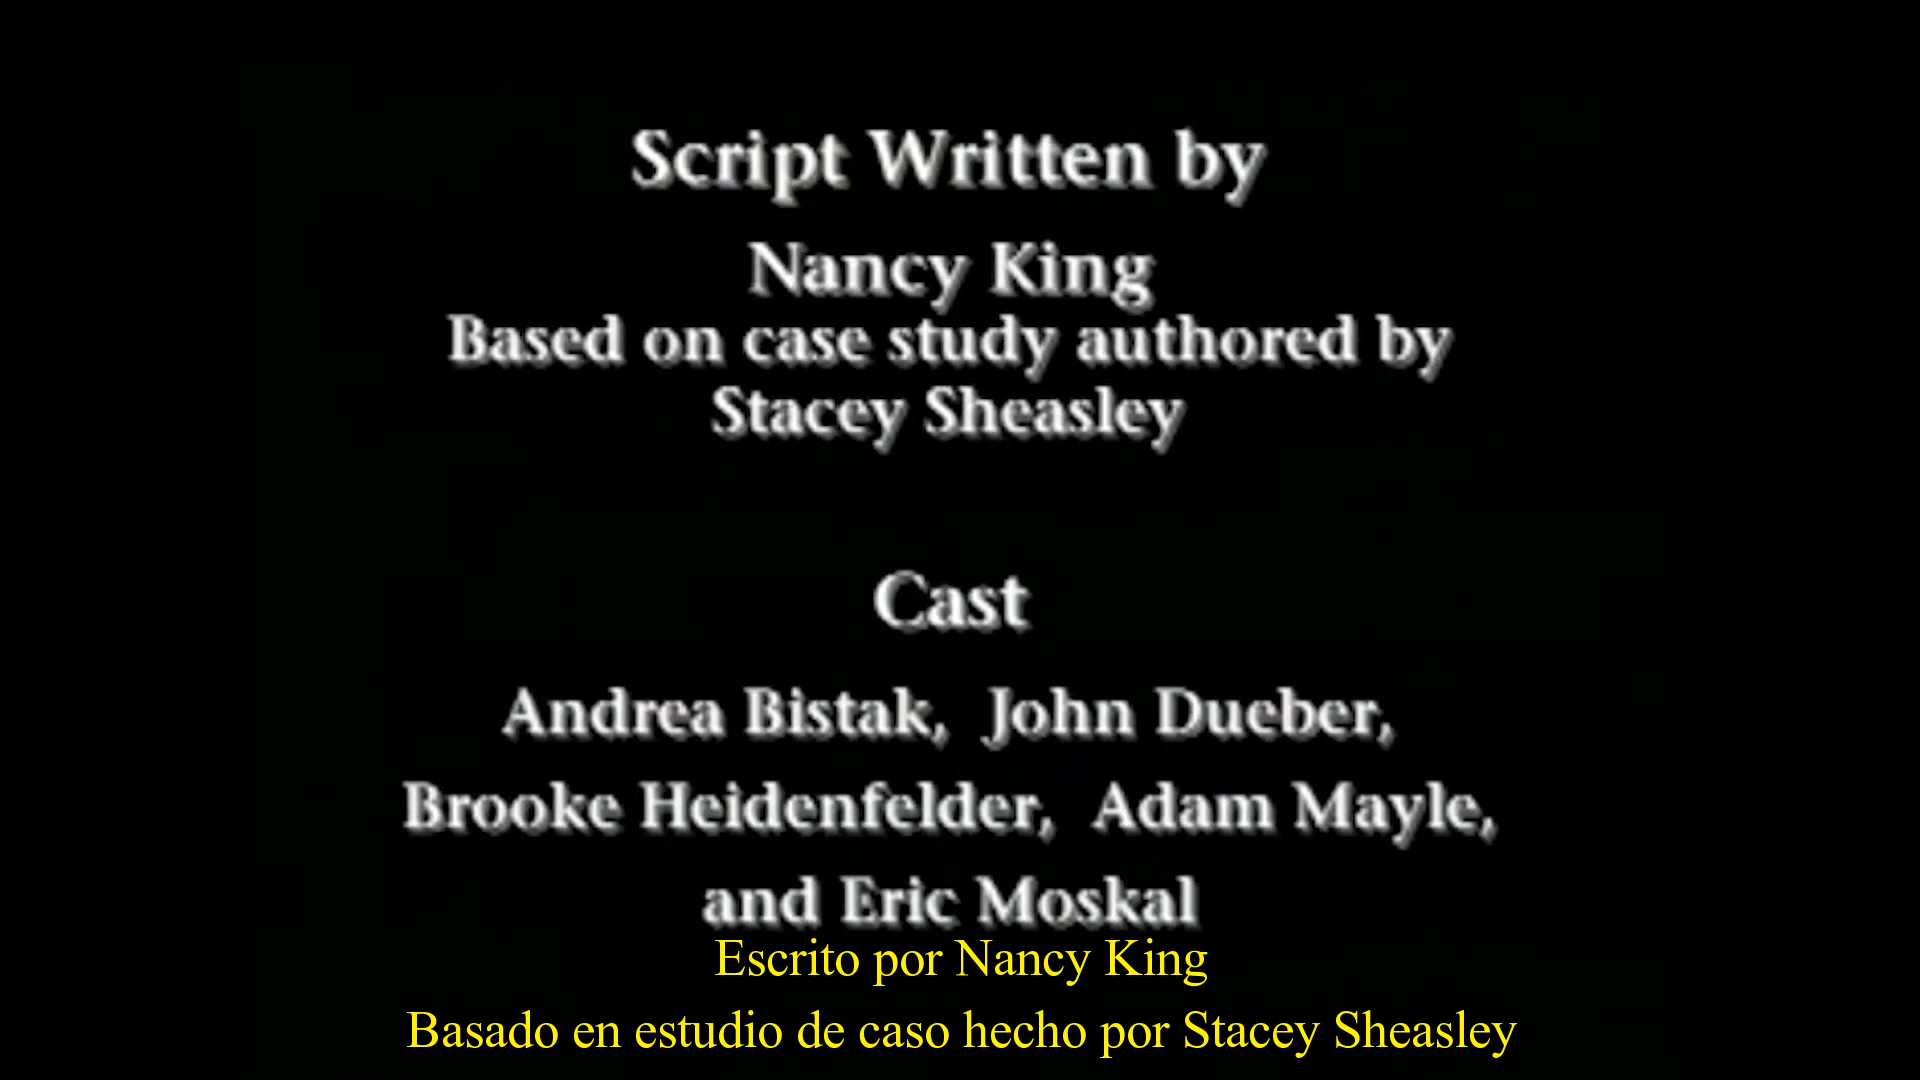 Script Written by
Nancy King
Based on case study authored by
Stacey Sheasley
Cast
Andrea Bistak, John Dueber,
Brooke Heidenfelder, Adam Mayle,
and Eric Moskal
Escrito por Nancy King
Basado en estudio de caso hecho por Stacey Sheasley